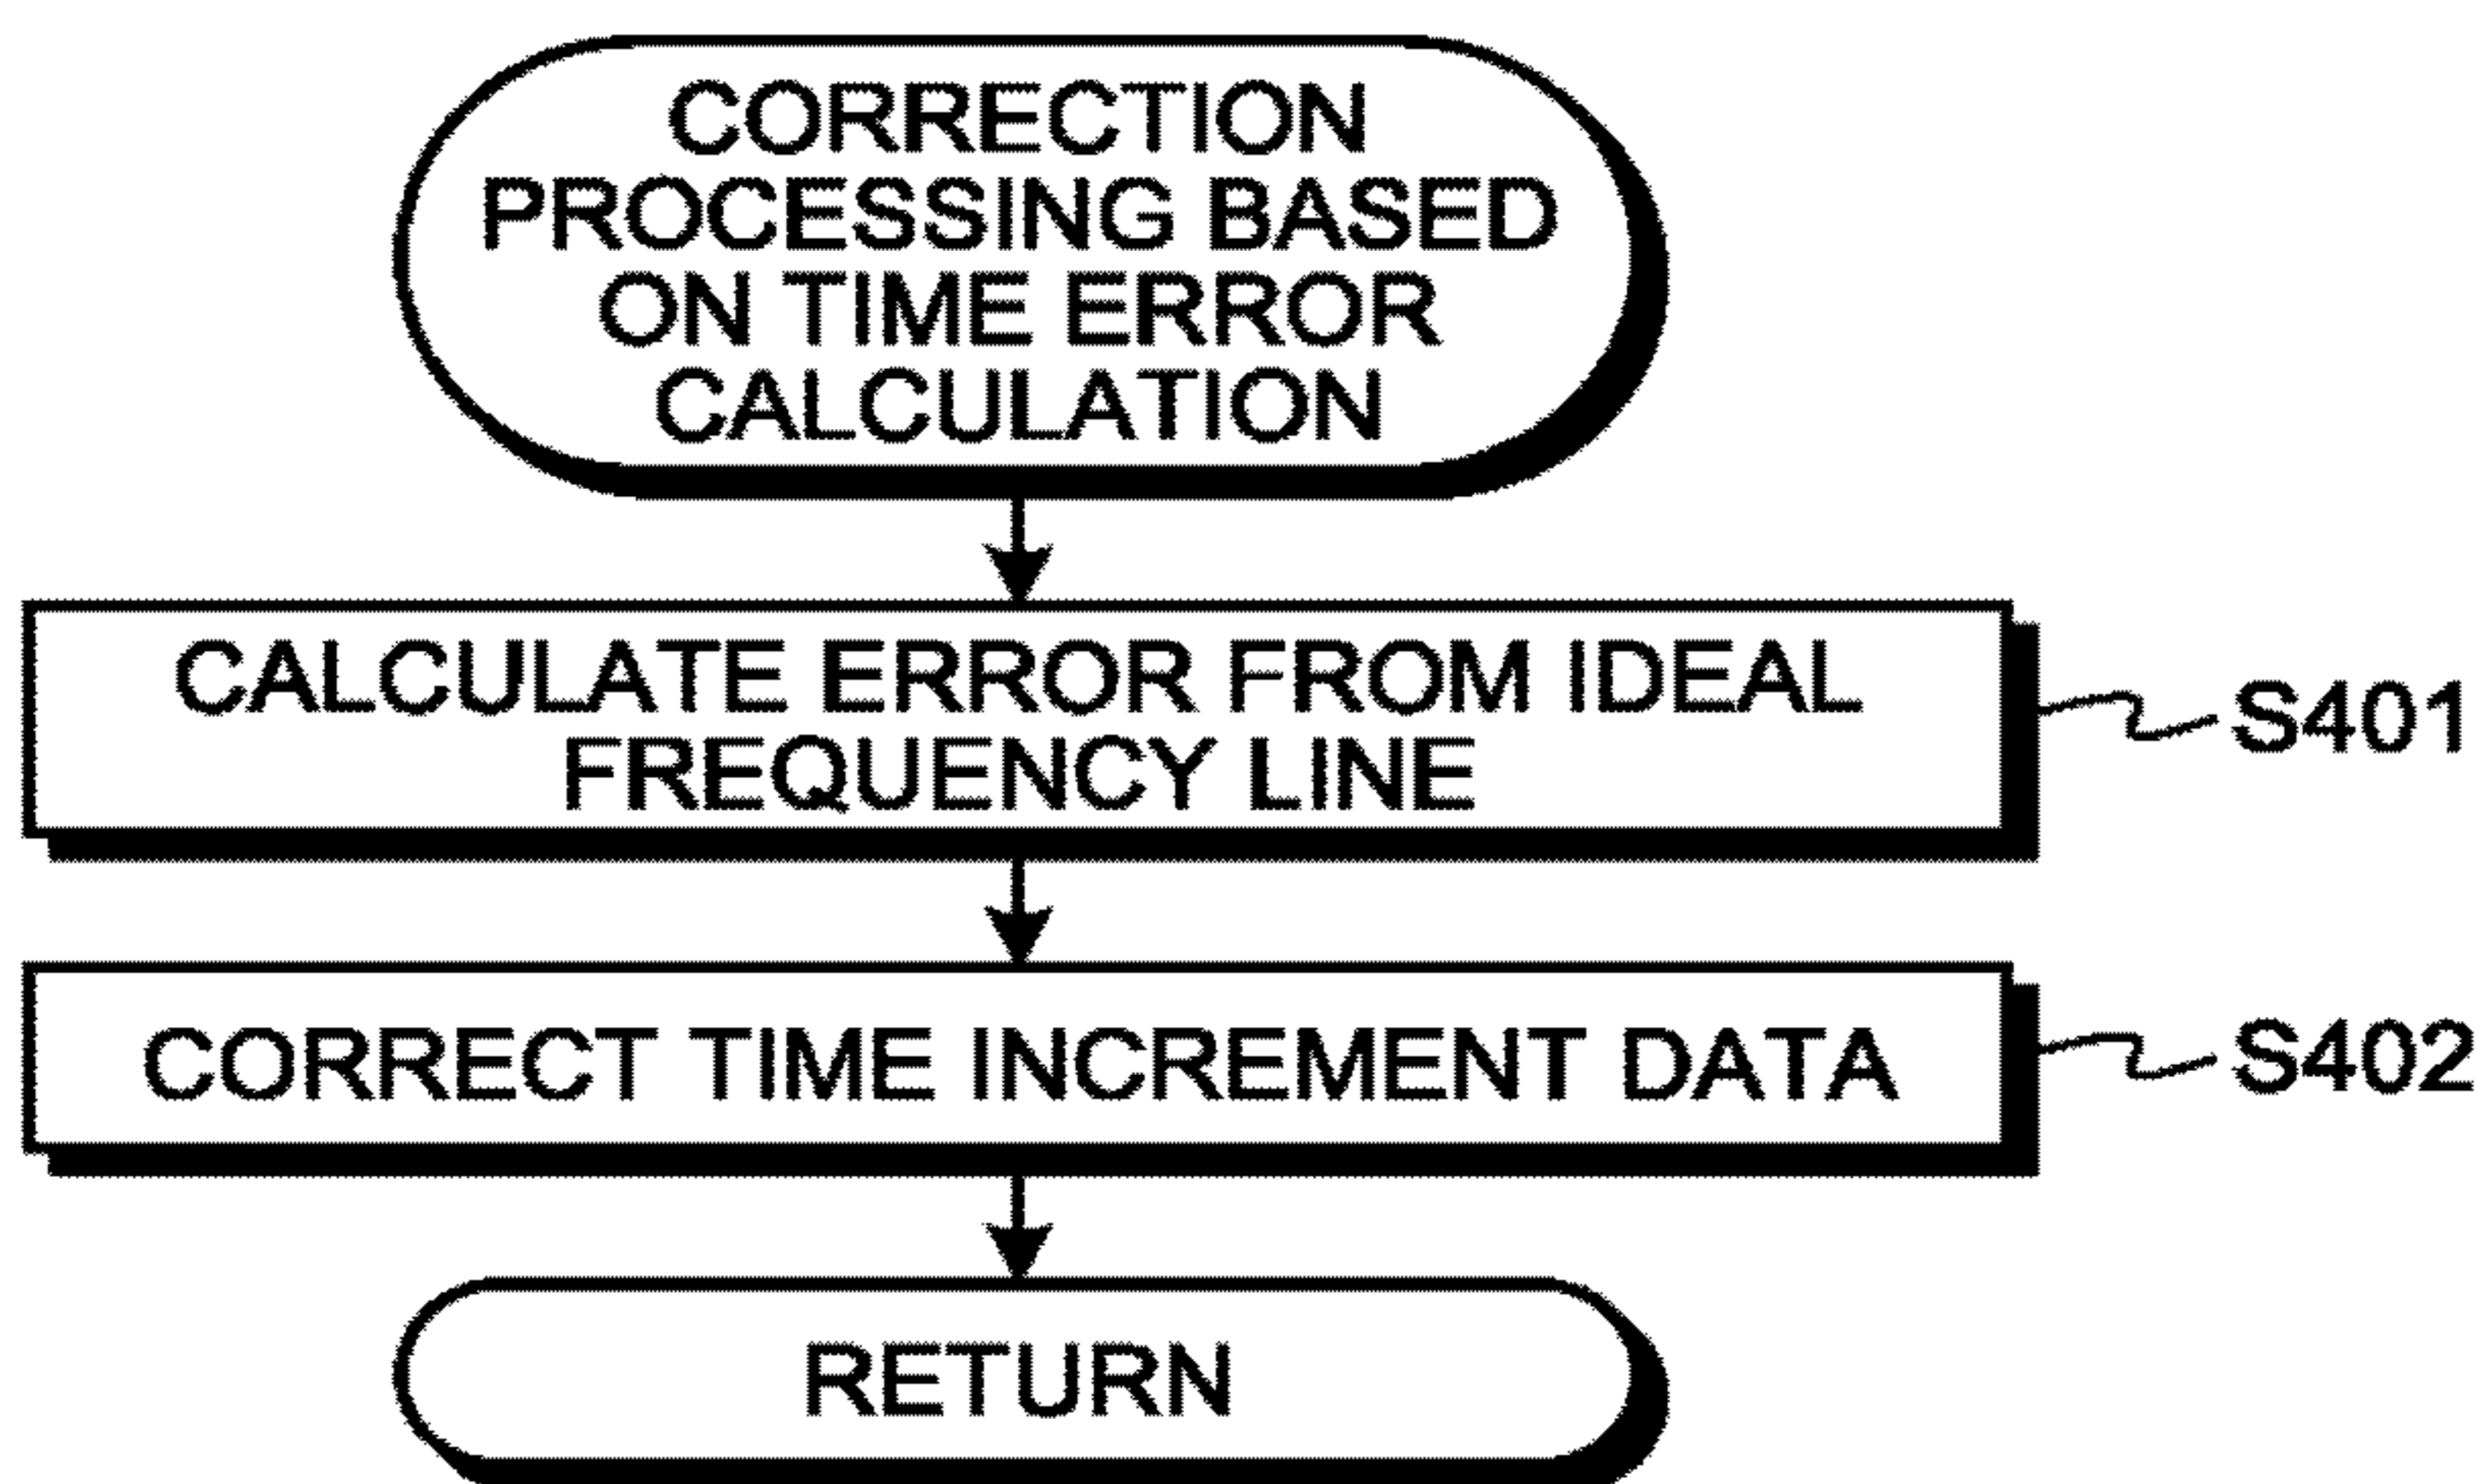 CORRECTION
PROCESSING BASED
ON TIME ERROR
CALCULATION
CALCULATE ERROR FROM IDEAL
FREQUENCY LINE
S401
CORRECT TIME INCREMENT DATA
S402
RETURN